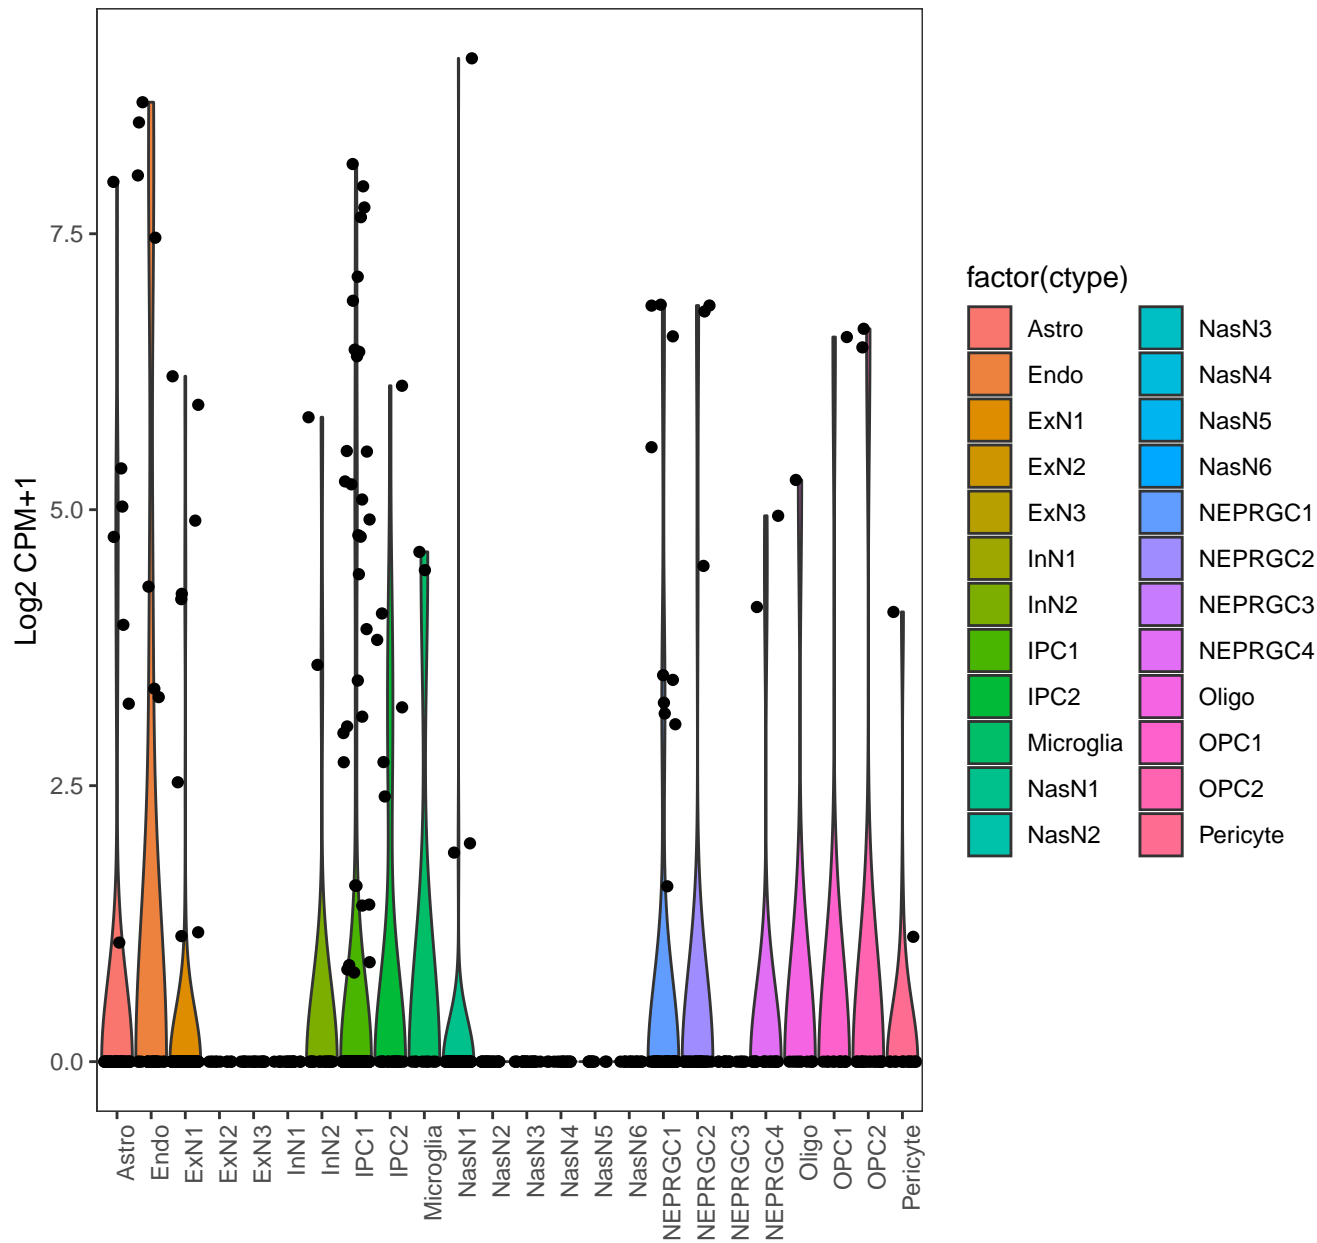 Log2 CPM+1
7.5
5.0
2.5
0.0
Astro
Endo
ExN1
ExN2
ExN3
InN1
InN2
IPC1
IPC2
Microglia
NasN1
NasN2
NasN3
NasN4
NasN5
NasN6
NEPRGC1
NEPRGC2
NEPRGC3
NEPRGC4
Oligo
OPC1
OPC2
Pericyte
factor(ctype)
Astro
Endo
ExN1
ExN2
ExN3
InN1
InN2
IPC1
IPC2
Microglia
NasN1
NasN2
NasN3
NasN4
NasN5
NasN6
NEPRGC1
NEPRGC2
NEPRGC3
NEPRGC4
Oligo
OPC1
OPC2
Pericyte